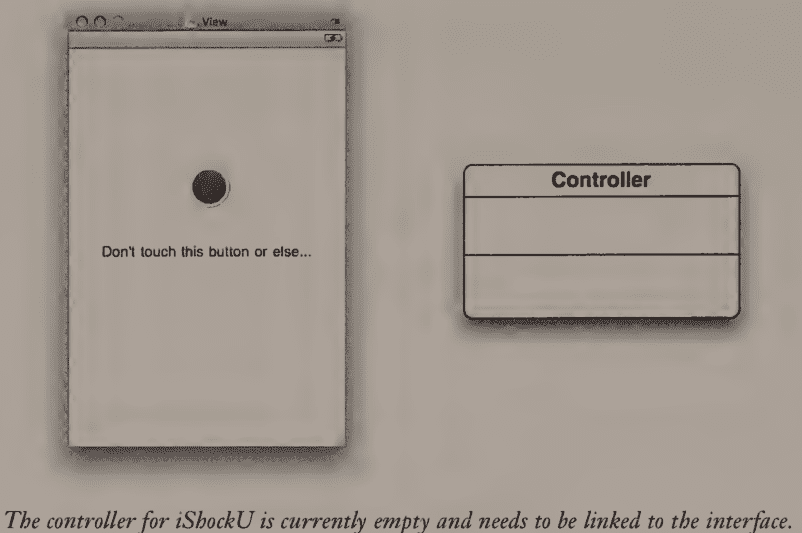 View
Don't touch this button or else...
Controller
The controller for iShockU is currently empty and needs to be linked to the interface.